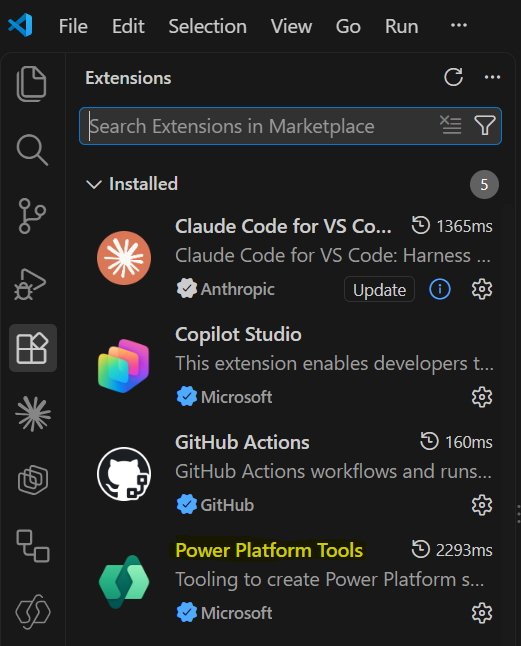 File Edit Selection View Go Run ···
Extensions
Search Extensions in Marketplace
Installed 5
Claude Code for VS Co... 1365ms
Claude Code for VS Code: Harness ...
Anthropic Update
Copilot Studio
This extension enables developers t...
Microsoft
GitHub Actions 160ms
GitHub Actions workflows and runs...
GitHub
Power Platform Tools 2293ms
Tooling to create Power Platform s...
Microsoft